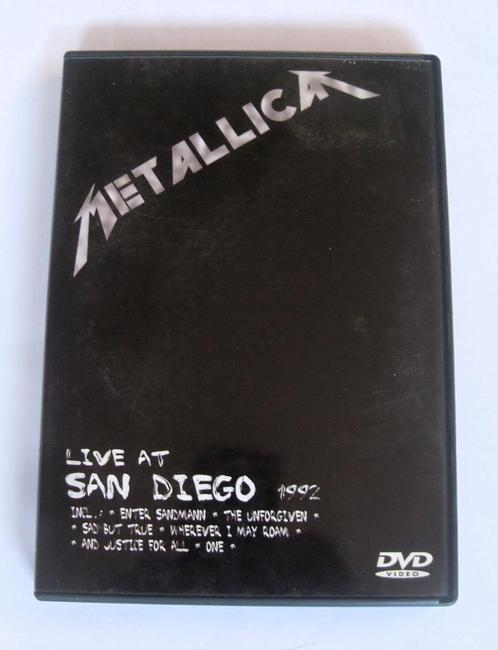 METALLICA
LIVE AT
SAN DIEGO 1992
INCL.: * ENTER SANDMANN * THE UNFORGIVEN *
* SAD BUT TRUE * WHEREVER I MAY ROAM *
* AND JUSTICE FOR ALL * ONE *
DVD
VIDEO